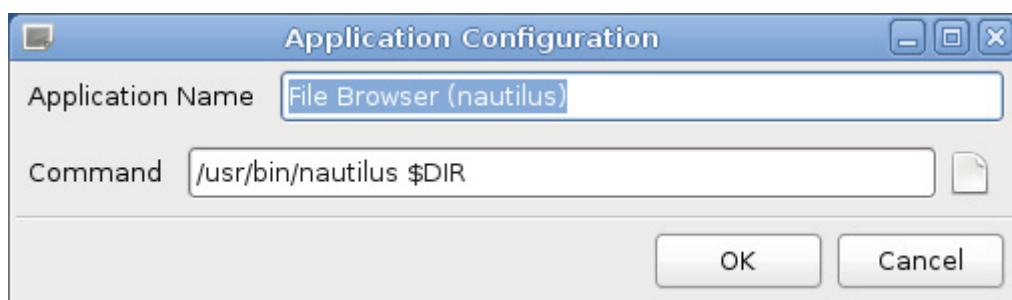 Application Configuration
Application Name File Browser (nautilus)
Command /usr/bin/nautilus $DIR
OK Cancel